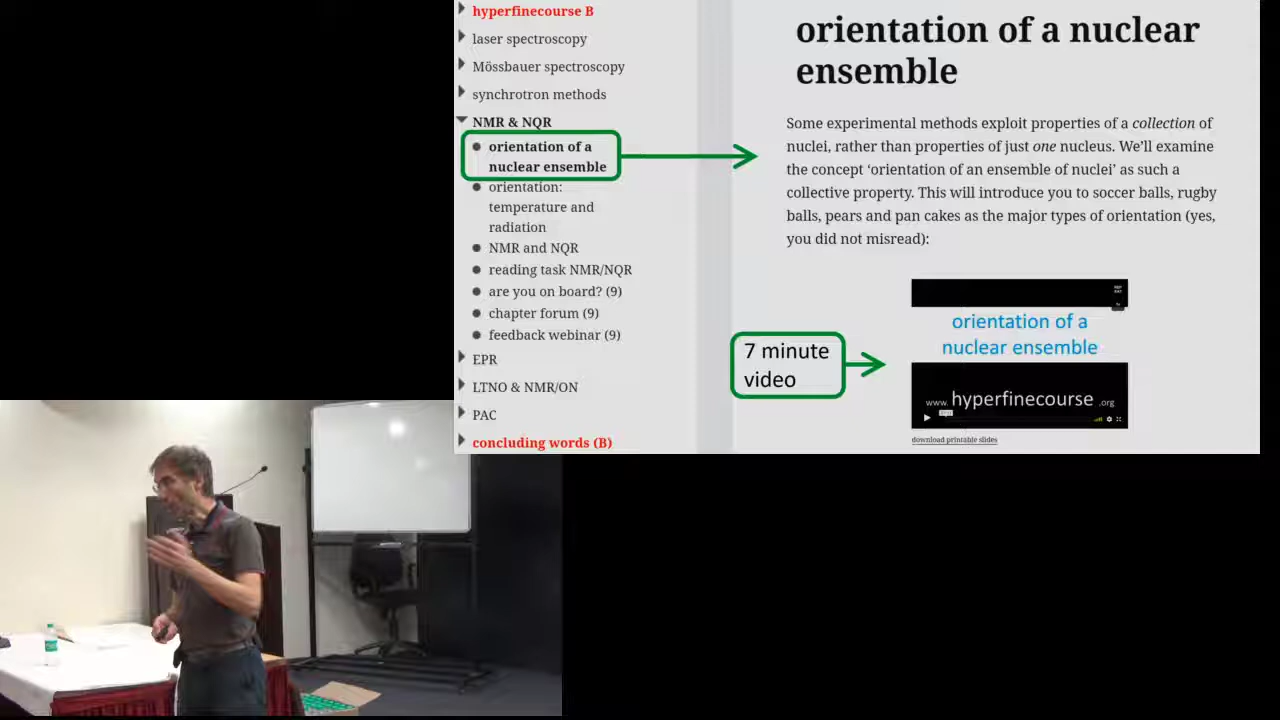 hyperfinecourse B
laser spectroscopy
Mössbauer spectroscopy
synchrotron methods
NMR & NQR
orientation of a
nuclear ensemble
orientation:
temperature and
radiation
NMR and NQR
reading task NMR/NQR
are you on board? (9)
chapter forum (9)
feedback webinar (9)
EPR
LTNO & NMR/ON
PAC
concluding words (B)
orientation of a nuclear
ensemble
Some experimental methods exploit properties of a collection of
nuclei, rather than properties of just one nucleus. We'll examine
the concept ‘orientation of an ensemble of nuclei’ as such a
collective property. This will introduce you to soccer balls, rugby
balls, pears and pan cakes as the major types of orientation (yes,
you did not misread):
7 minute
video
orientation of a
nuclear ensemble
www. hyperfinecourse .org
download printable slides